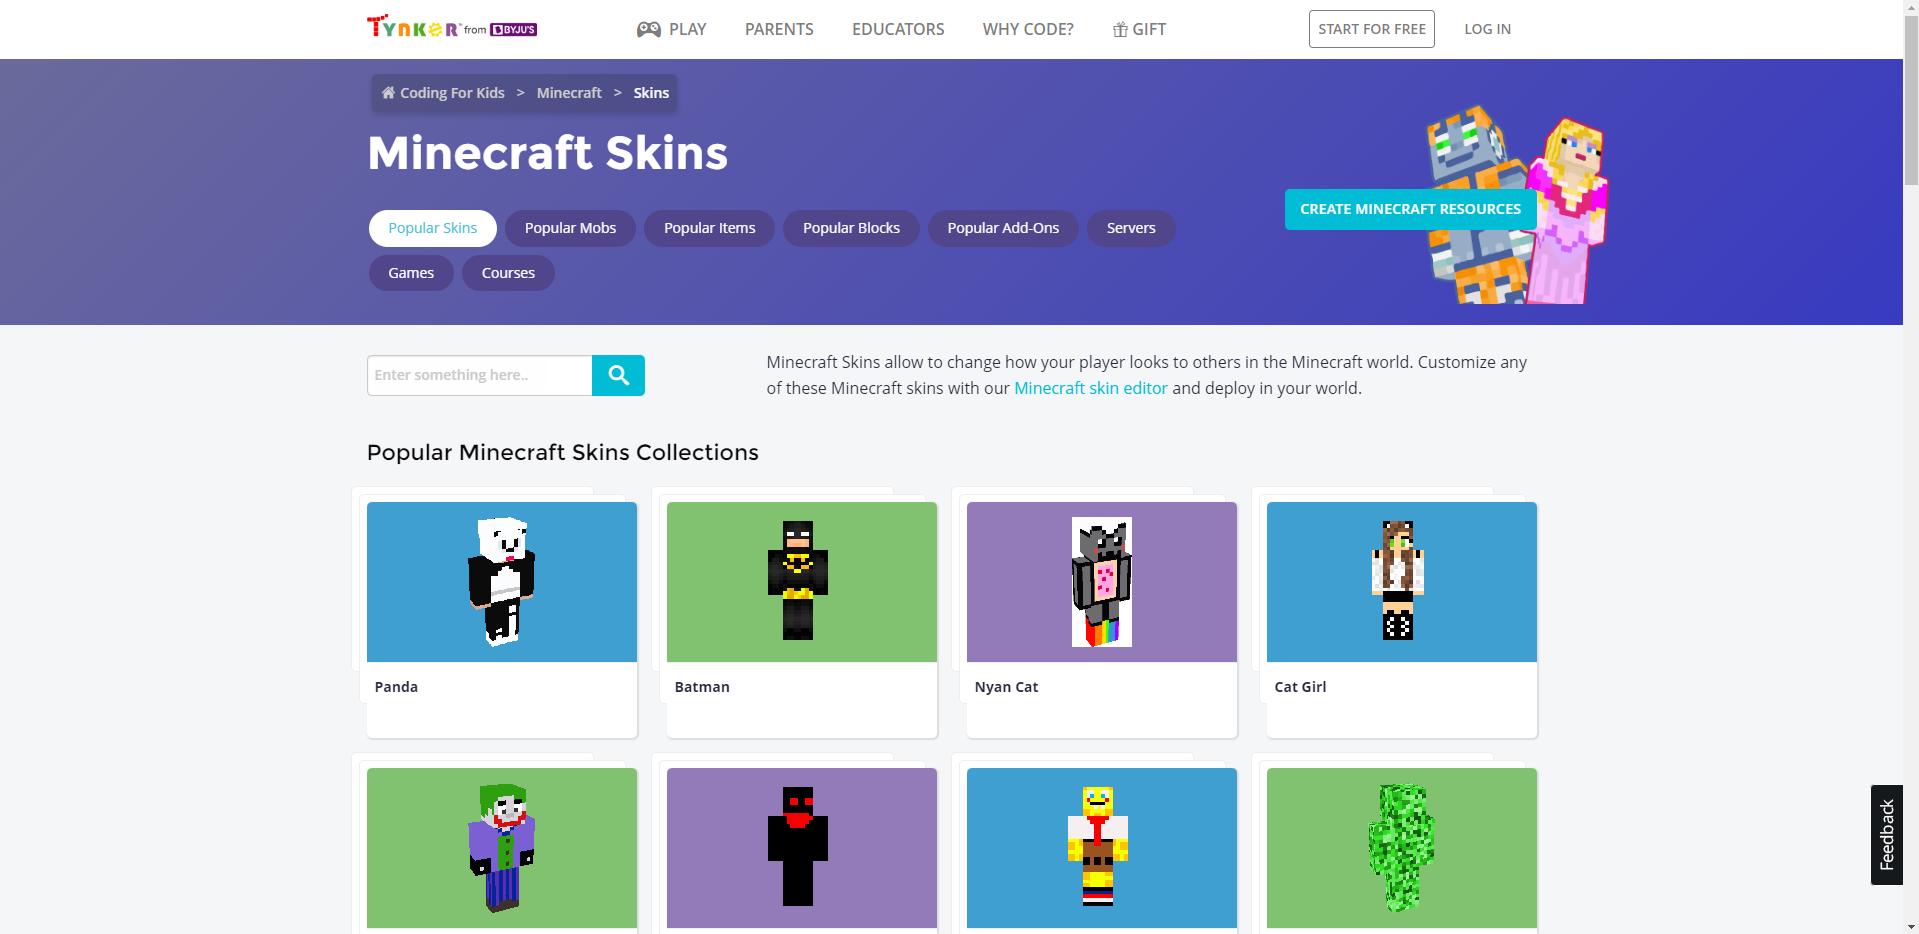 Tynker from BYJU'S
PLAY
PARENTS
EDUCATORS
WHY CODE?
GIFT
START FOR FREE
LOG IN
Coding For Kids > Minecraft > Skins
Minecraft Skins
Popular Skins
Popular Mobs
Popular Items
Popular Blocks
Popular Add-Ons
Servers
Games
Courses
CREATE MINECRAFT RESOURCES
Enter something here..
Minecraft Skins allow to change how your player looks to others in the Minecraft world. Customize any
of these Minecraft skins with our Minecraft skin editor and deploy in your world.
Popular Minecraft Skins Collections
Panda
Batman
Nyan Cat
Cat Girl
Feedback